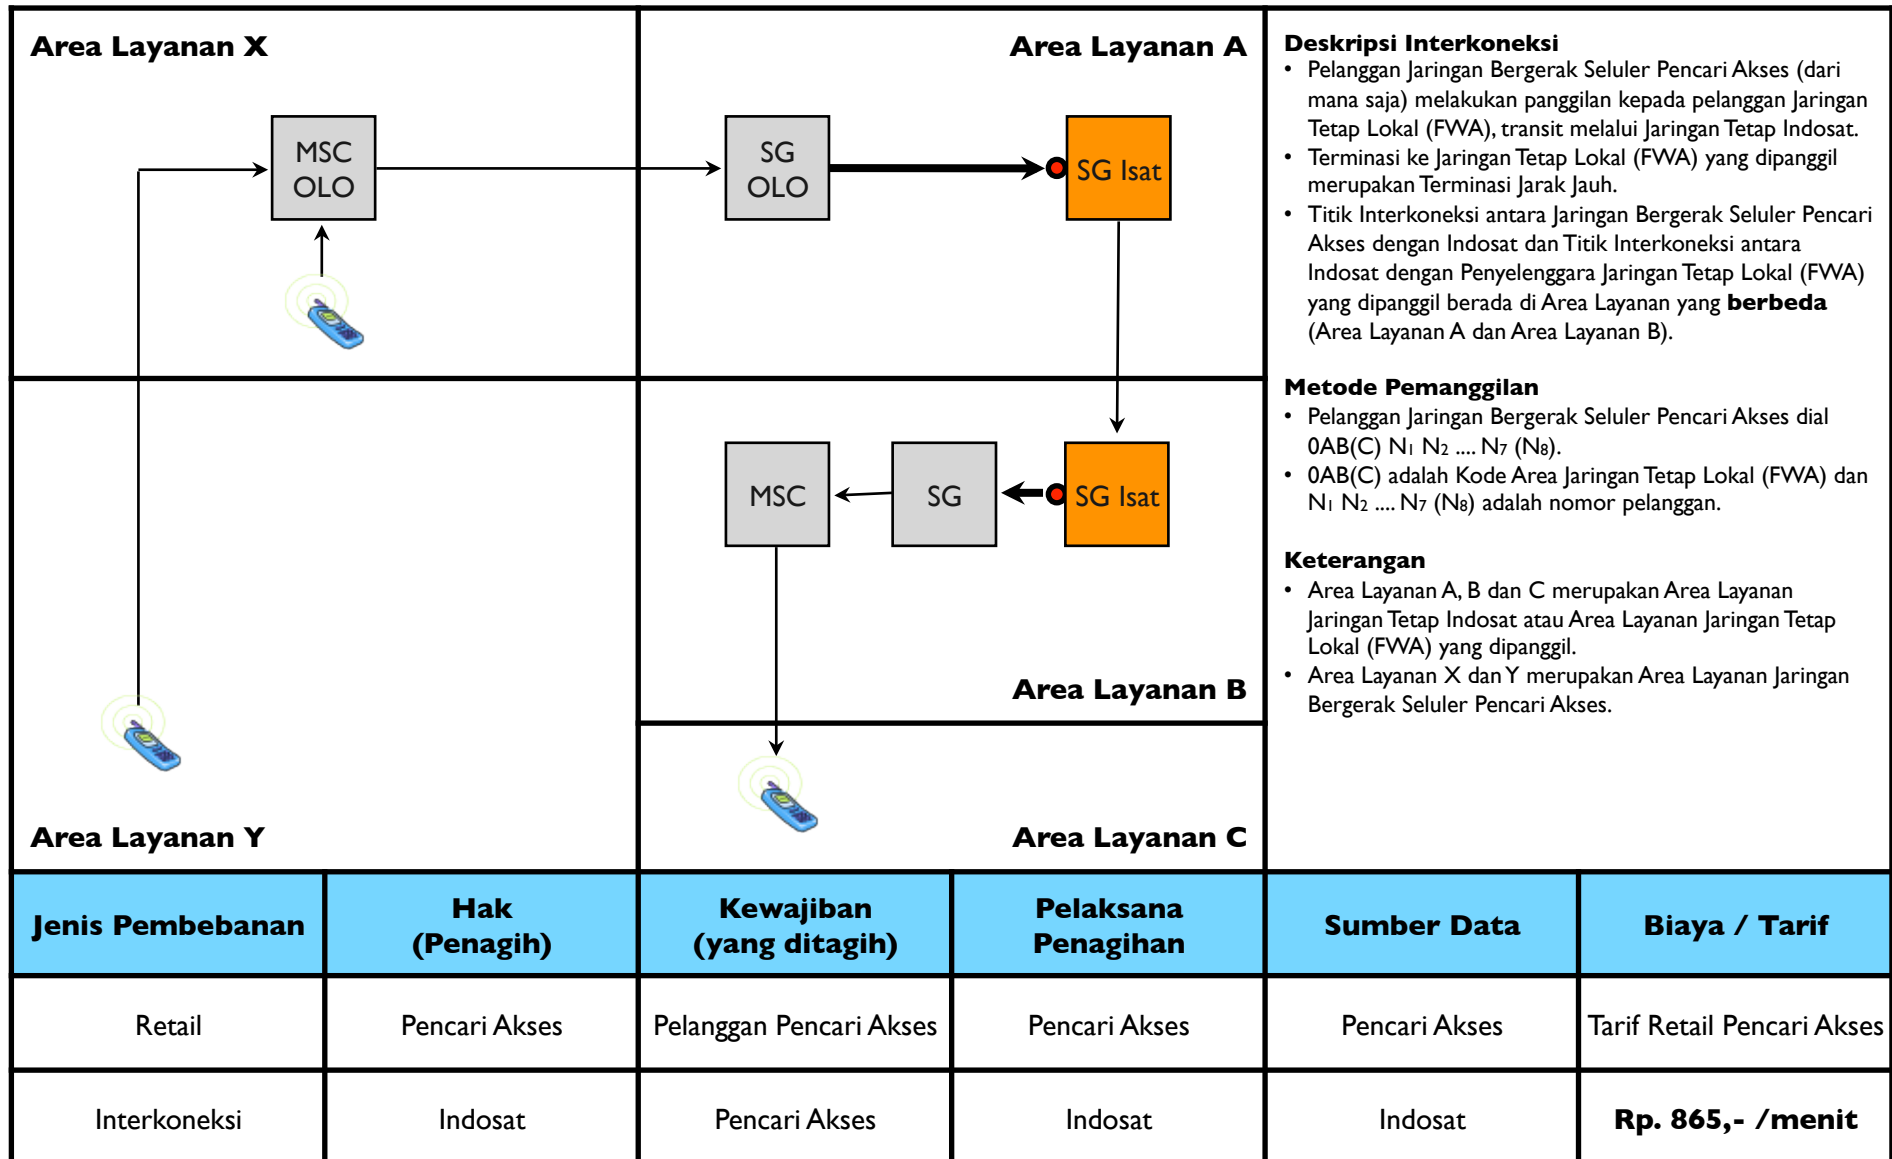 Area Layanan X
Area Layanan A
MSC
OLO
SG
OLO
SG Isat
MSC
SG
SG Isat
Area Layanan B
Area Layanan Y
Area Layanan C
Deskripsi Interkoneksi
• Pelanggan Jaringan Bergerak Seluler Pencari Akses (dari
mana saja) melakukan panggilan kepada pelanggan Jaringan
Tetap Lokal (FWA), transit melalui Jaringan Tetap Indosat.
• Terminasi ke Jaringan Tetap Lokal (FWA) yang dipanggil
merupakan Terminasi Jarak Jauh.
• Titik Interkoneksi antara Jaringan Bergerak Seluler Pencari
Akses dengan Indosat dan Titik Interkoneksi antara
Indosat dengan Penyelenggara Jaringan Tetap Lokal (FWA)
yang dipanggil berada di Area Layanan yang berbeda
(Area Layanan A dan Area Layanan B).
Metode Pemanggilan
• Pelanggan Jaringan Bergerak Seluler Pencari Akses dial
0AB(C) N1 N2 .... N7 (N8).
• 0AB(C) adalah Kode Area Jaringan Tetap Lokal (FWA) dan
N1 N2 .... N7 (N8) adalah nomor pelanggan.
Keterangan
• Area Layanan A, B dan C merupakan Area Layanan
Jaringan Tetap Indosat atau Area Layanan Jaringan Tetap
Lokal (FWA) yang dipanggil.
• Area Layanan X dan Y merupakan Area Layanan Jaringan
Bergerak Seluler Pencari Akses.
Jenis Pembebanan
Hak
(Penagih)
Kewajiban
(yang ditagih)
Pelaksana
Penagihan
Sumber Data
Biaya / Tarif
Retail
Pencari Akses
Pelanggan Pencari Akses
Pencari Akses
Pencari Akses
Tarif Retail Pencari Akses
Interkoneksi
Indosat
Pencari Akses
Indosat
Indosat
Rp. 865,- /menit